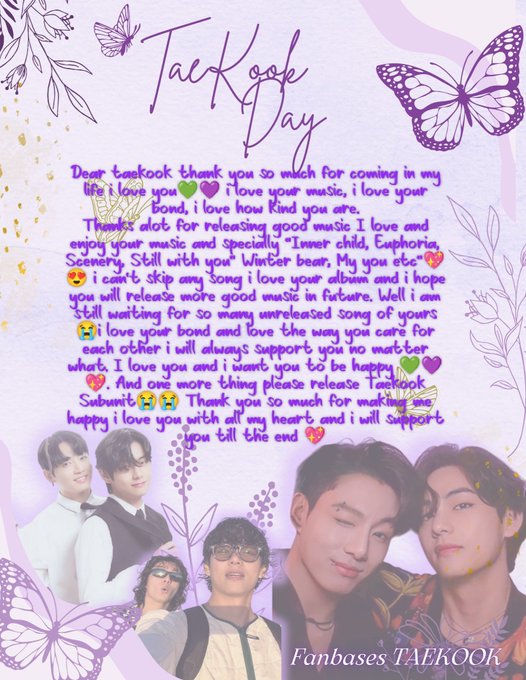 TaeKook
Day
Dear taekook thank you so much for coming in my
life i love you💚💜 i love your music, i love your
bond, i love how kind you are.
Thanks alot for releasing good music I love and
enjoy your music and specially "Inner child, Euphoria,
Scenery, Still with you" Winter bear, My you etc"💖
😍 i can't skip any song i love your album and i hope
you will release more good music in future. Well i am
still waiting for so many unreleased song of yours
😭i love your bond and love the way you care for
each other i will always support you no matter
what. I love you and i want you to be happy 💚💜
💖. And one more thing please release Taekook
Subunit😭😭 Thank you so much for making me
happy i love you with all my heart and i will support
you till the end 💖
Fanbases TAEKOOK